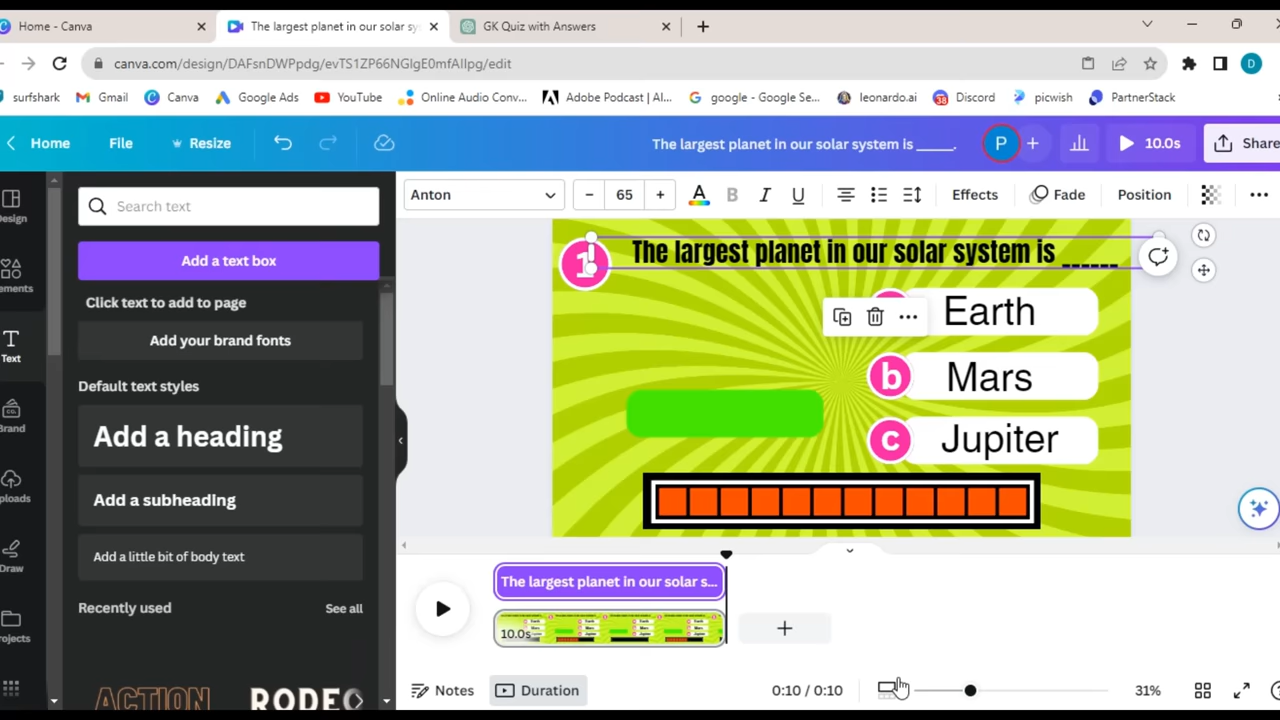 Home - Canva
The largest planet in our solar sy
GK Quiz with Answers
canva.com/design/DAFsnDWPpdg/evTS1ZP66NGIgE0mfAIlpg/edit
D
surfshark
Gmail
Canva
Google Ads
YouTube
Online Audio Conv...
Adobe Podcast | AI...
google - Google Se...
leonardo.ai
38
Discord
picwish
PartnerStack
Home
File
Resize
The largest planet in our solar system is _____.
P
10.0s
Share
Design
Search text
Anton
65
Effects
Fade
Position
Add a text box
ements
Click text to add to page
Add your brand fonts
Text
Default text styles
Add a heading
Brand
Add a subheading
ploads
Add a little bit of body text
Draw
Recently used
See all
rojects
ACTION
RODEO
1
The largest planet in our solar system is ______
Earth
b
Mars
c
Jupiter
The largest planet in our solar s...
10.0s
Notes
Duration
0:10 / 0:10
31%